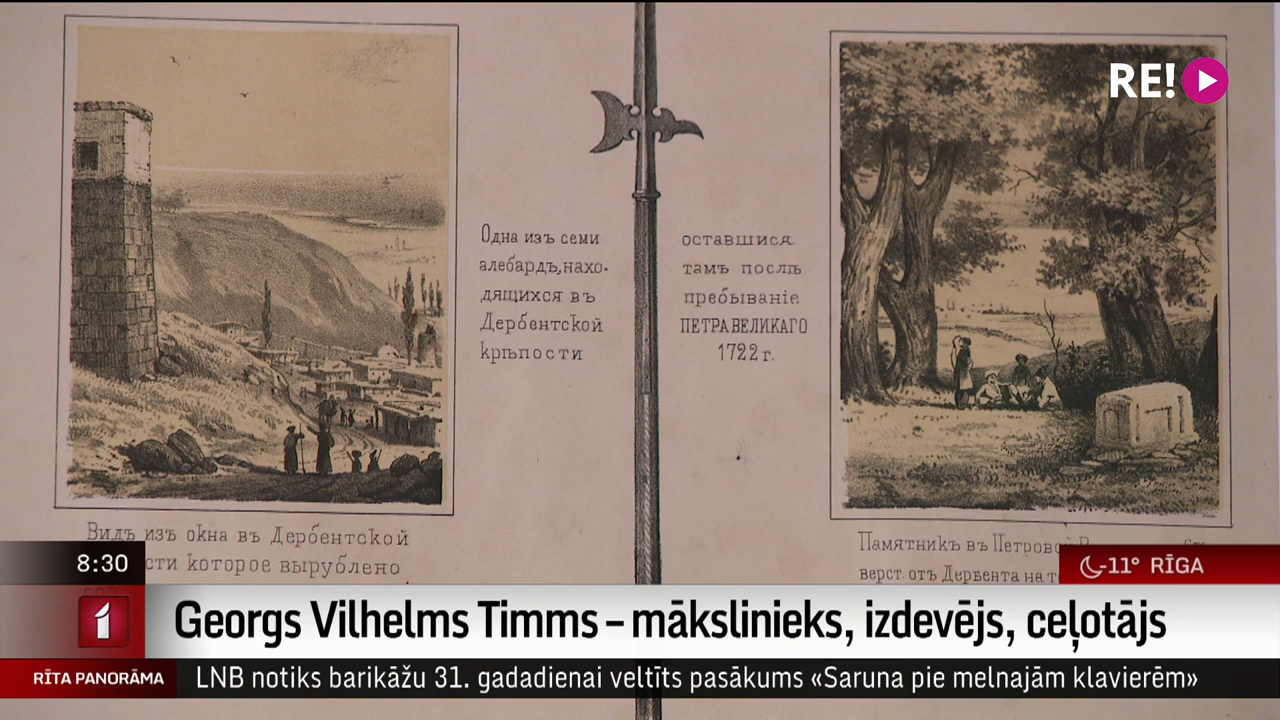 RE!
Одна изъ семи
алебардъ, нахо-
дящихся въ
Дербентской
крѣпости
оставшися
тамъ послѣ
пребыванія
ПЕТРА ВЕЛИКАГО
1722 г.
Видъ изъ окна въ Дербентской
сти которое вырублено
Памятникъ въ Петровой
верст. отъ Дербента на
8:30
-11° RĪGA
1
Georgs Vilhelms Timms – mākslinieks, izdevējs, ceļotājs
RĪTA PANORĀMA
LNB notiks barikāžu 31. gadadienai veltīts pasākums «Saruna pie melnajām klavierēm»